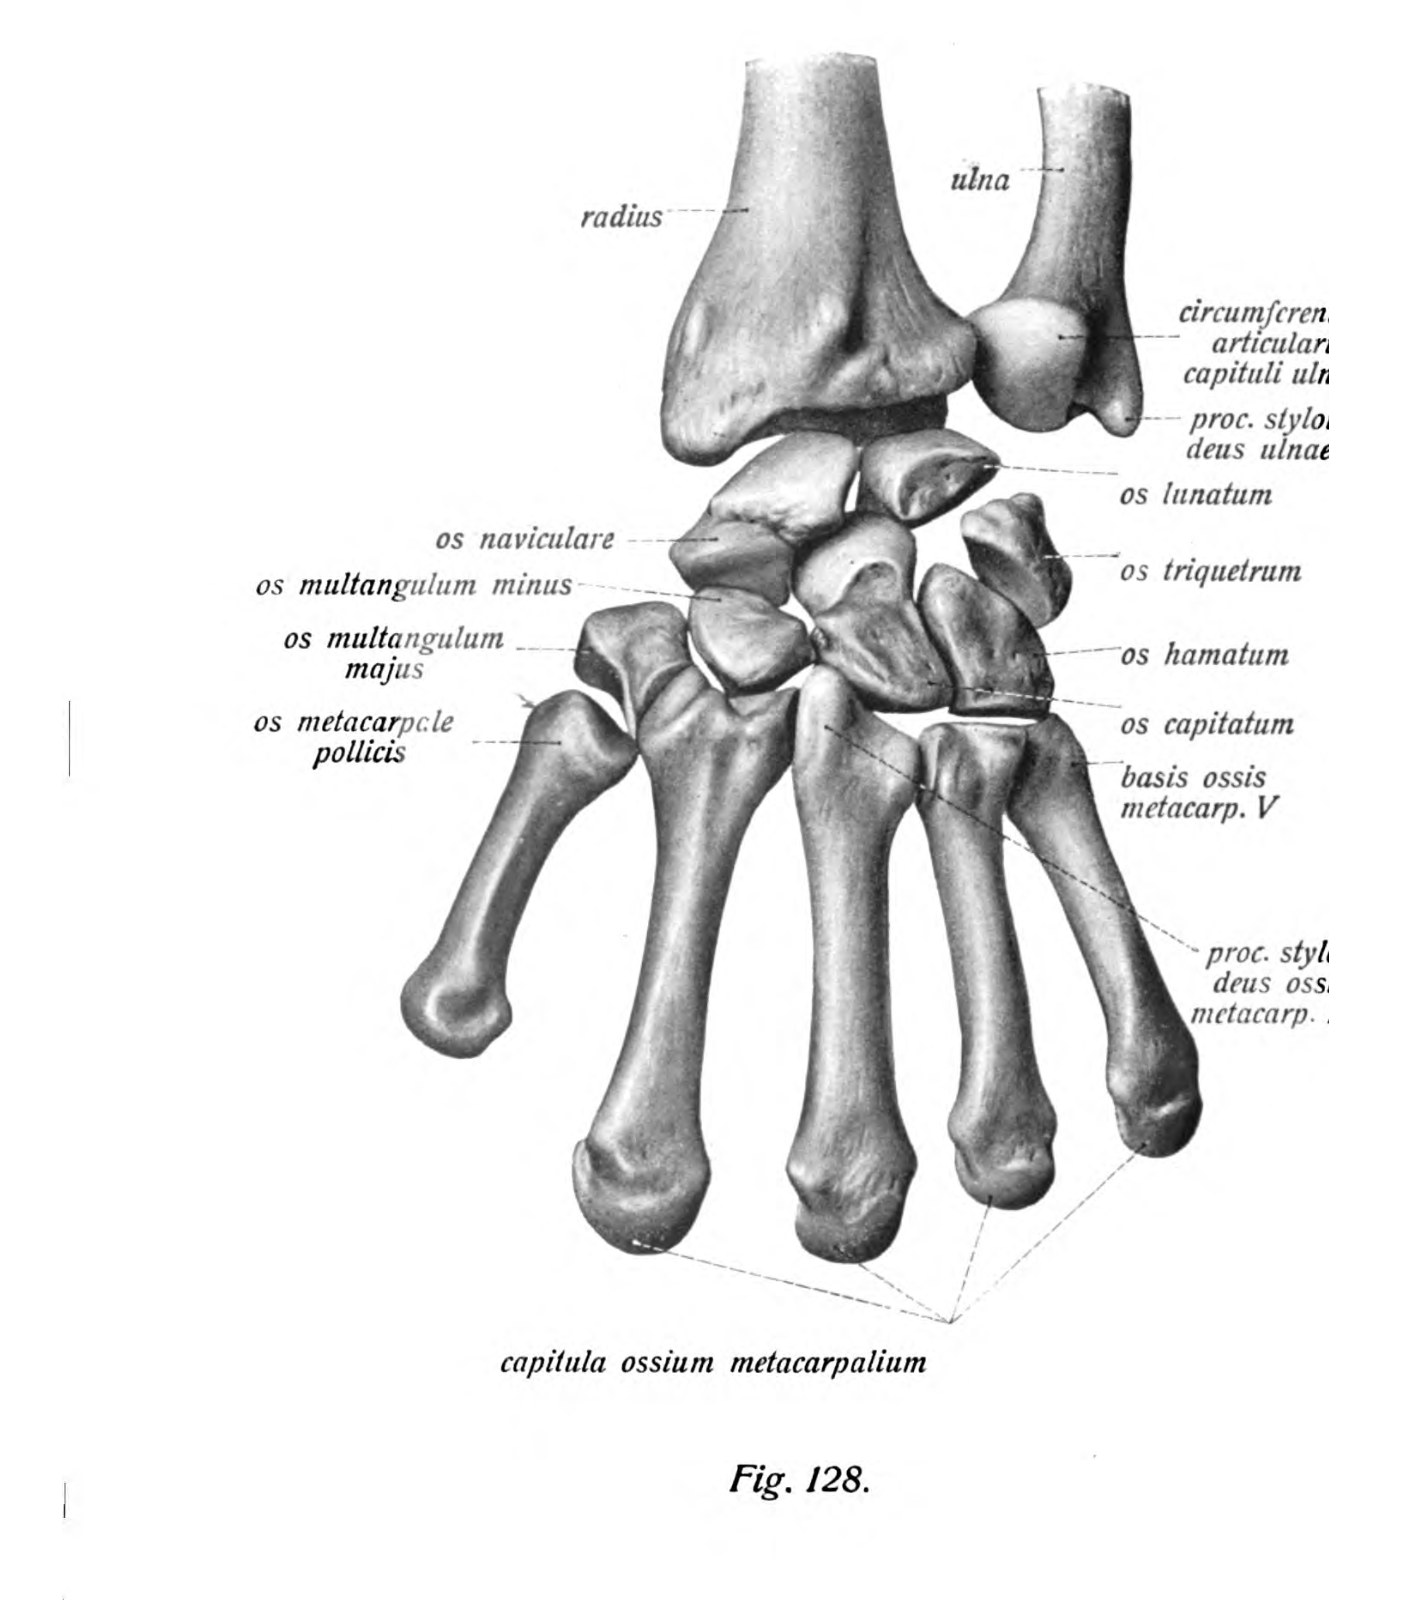 radius
ulna
circumferen
articulari
capituli uln
proc. styloi
deus ulnae
os lunatum
os naviculare
os triquetrum
os multangulum minus
os multangulum
majus
os hamatum
os metacarpale
pollicis
os capitatum
basis ossis
metacarp. V
proc. stylo
deus oss
metacarp.
capitula ossium metacarpalium
Fig. 128.